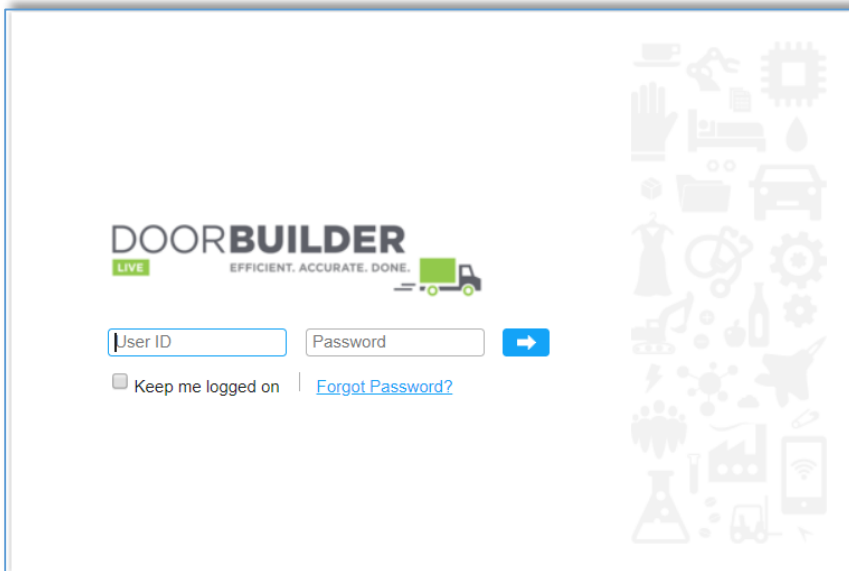 DOORBUILDER
LIVE EFFICIENT. ACCURATE. DONE.
User ID Password
Keep me logged on Forgot Password?